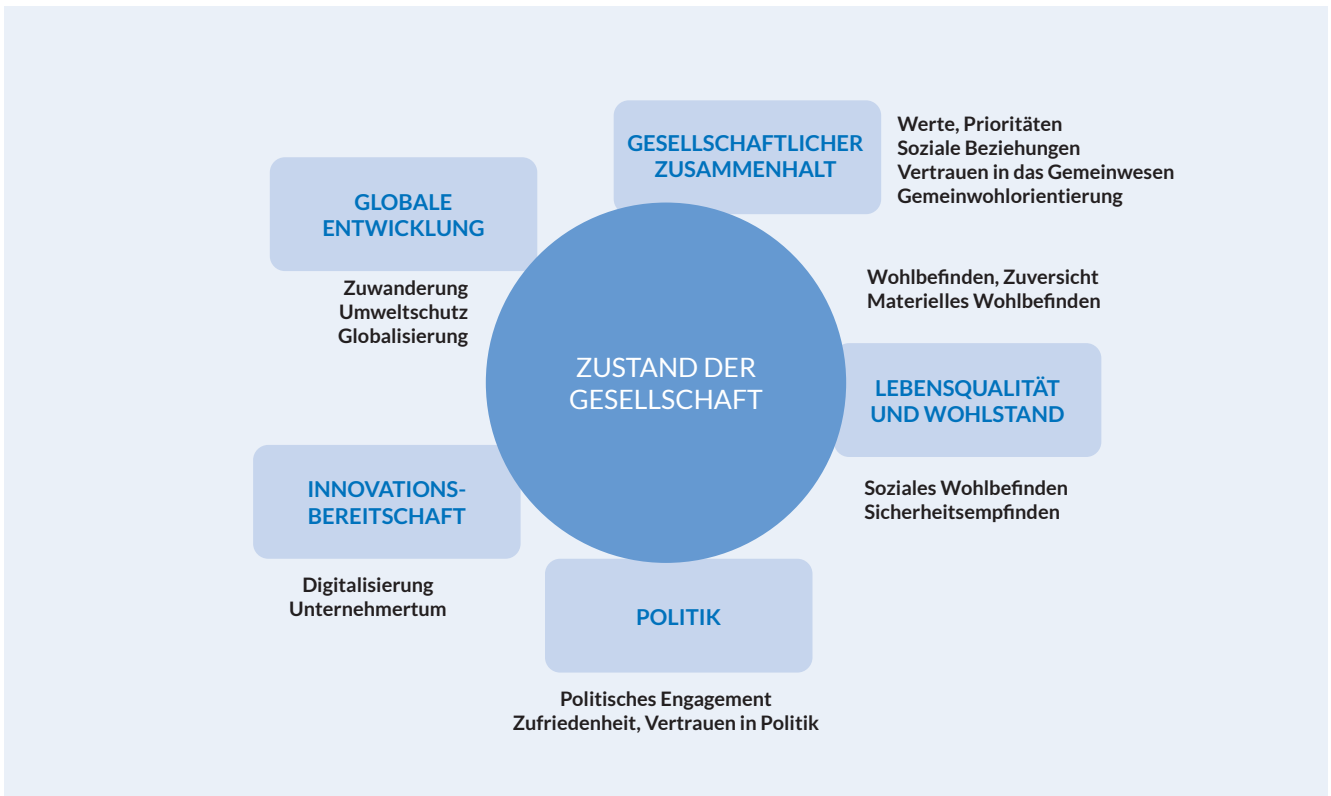 GESELLSCHAFTLICHER
ZUSAMMENHALT
Werte, Prioritäten
Soziale Beziehungen
Vertrauen in das Gemeinwesen
Gemeinwohlorientierung
GLOBALE
ENTWICKLUNG
Zuwanderung
Umweltschutz
Globalisierung
Wohlbefinden, Zuversicht
Materielles Wohlbefinden
ZUSTAND DER
GESELLSCHAFT
LEBENSQUALITÄT
UND WOHLSTAND
Soziales Wohlbefinden
Sicherheitsempfinden
INNOVATIONS-
BEREITSCHAFT
Digitalisierung
Unternehmertum
POLITIK
Politisches Engagement
Zufriedenheit, Vertrauen in Politik